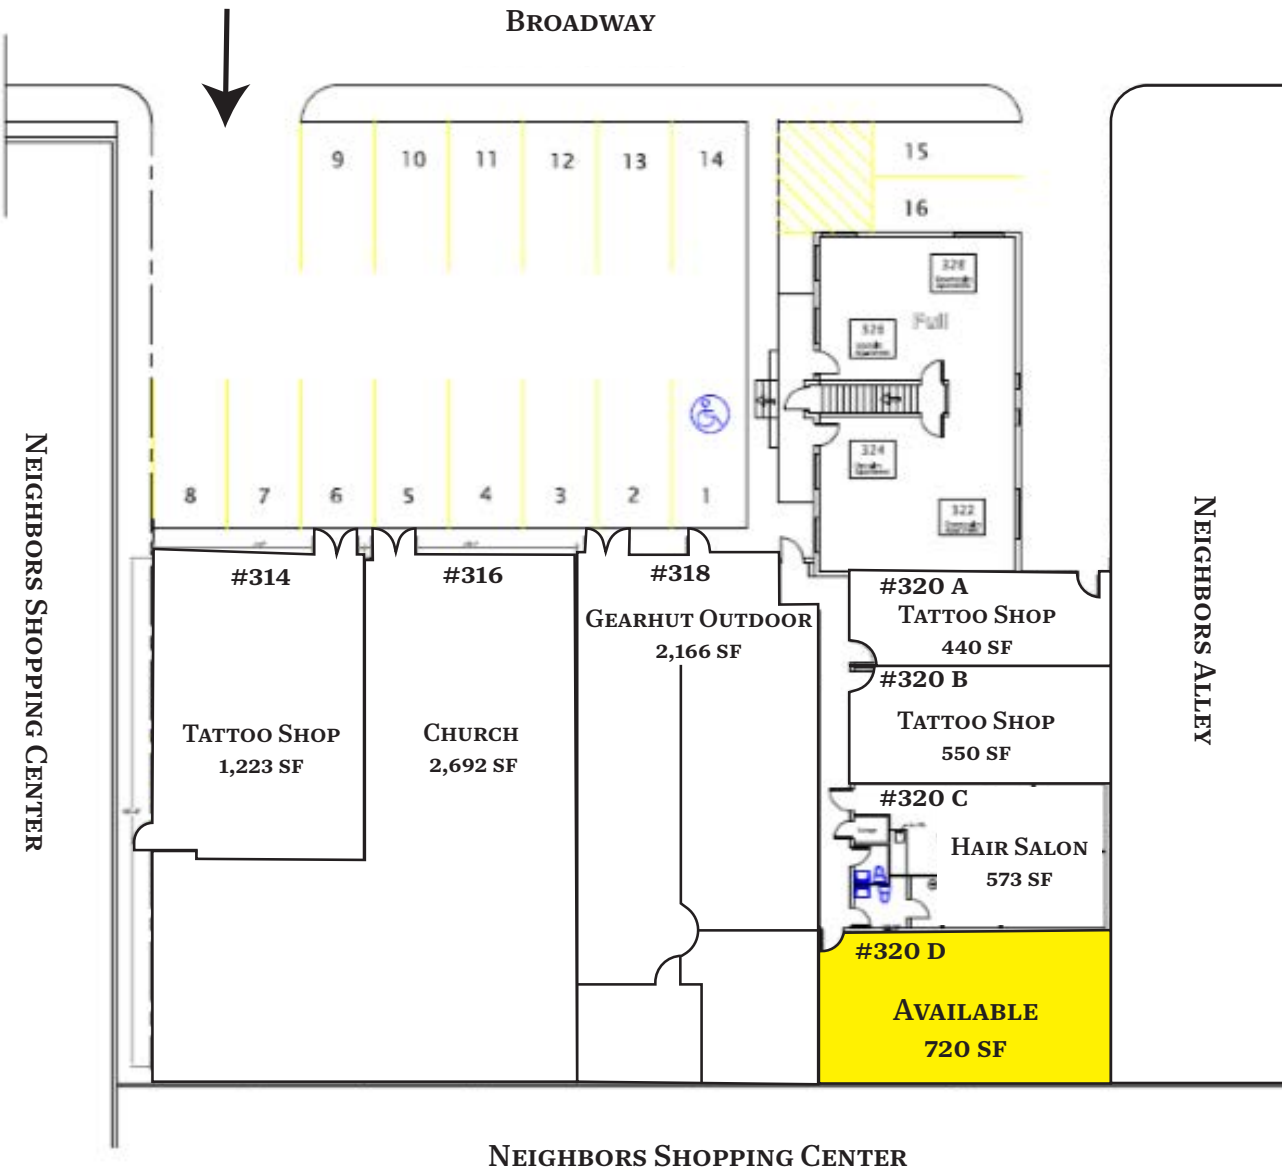 BROADWAY
9 10 11 12 13 14
15
16
328
326
Full
324
322
8 7 6 5 4 3 2 1
NEIGHBORS SHOPPING CENTER
NEIGHBORS ALLEY
#314
TATTOO SHOP
1,223 SF
#316
CHURCH
2,692 SF
#318
GEARHUT OUTDOOR
2,166 SF
#320 A
TATTOO SHOP
440 SF
#320 B
TATTOO SHOP
550 SF
#320 C
HAIR SALON
573 SF
#320 D
AVAILABLE
720 SF
NEIGHBORS SHOPPING CENTER